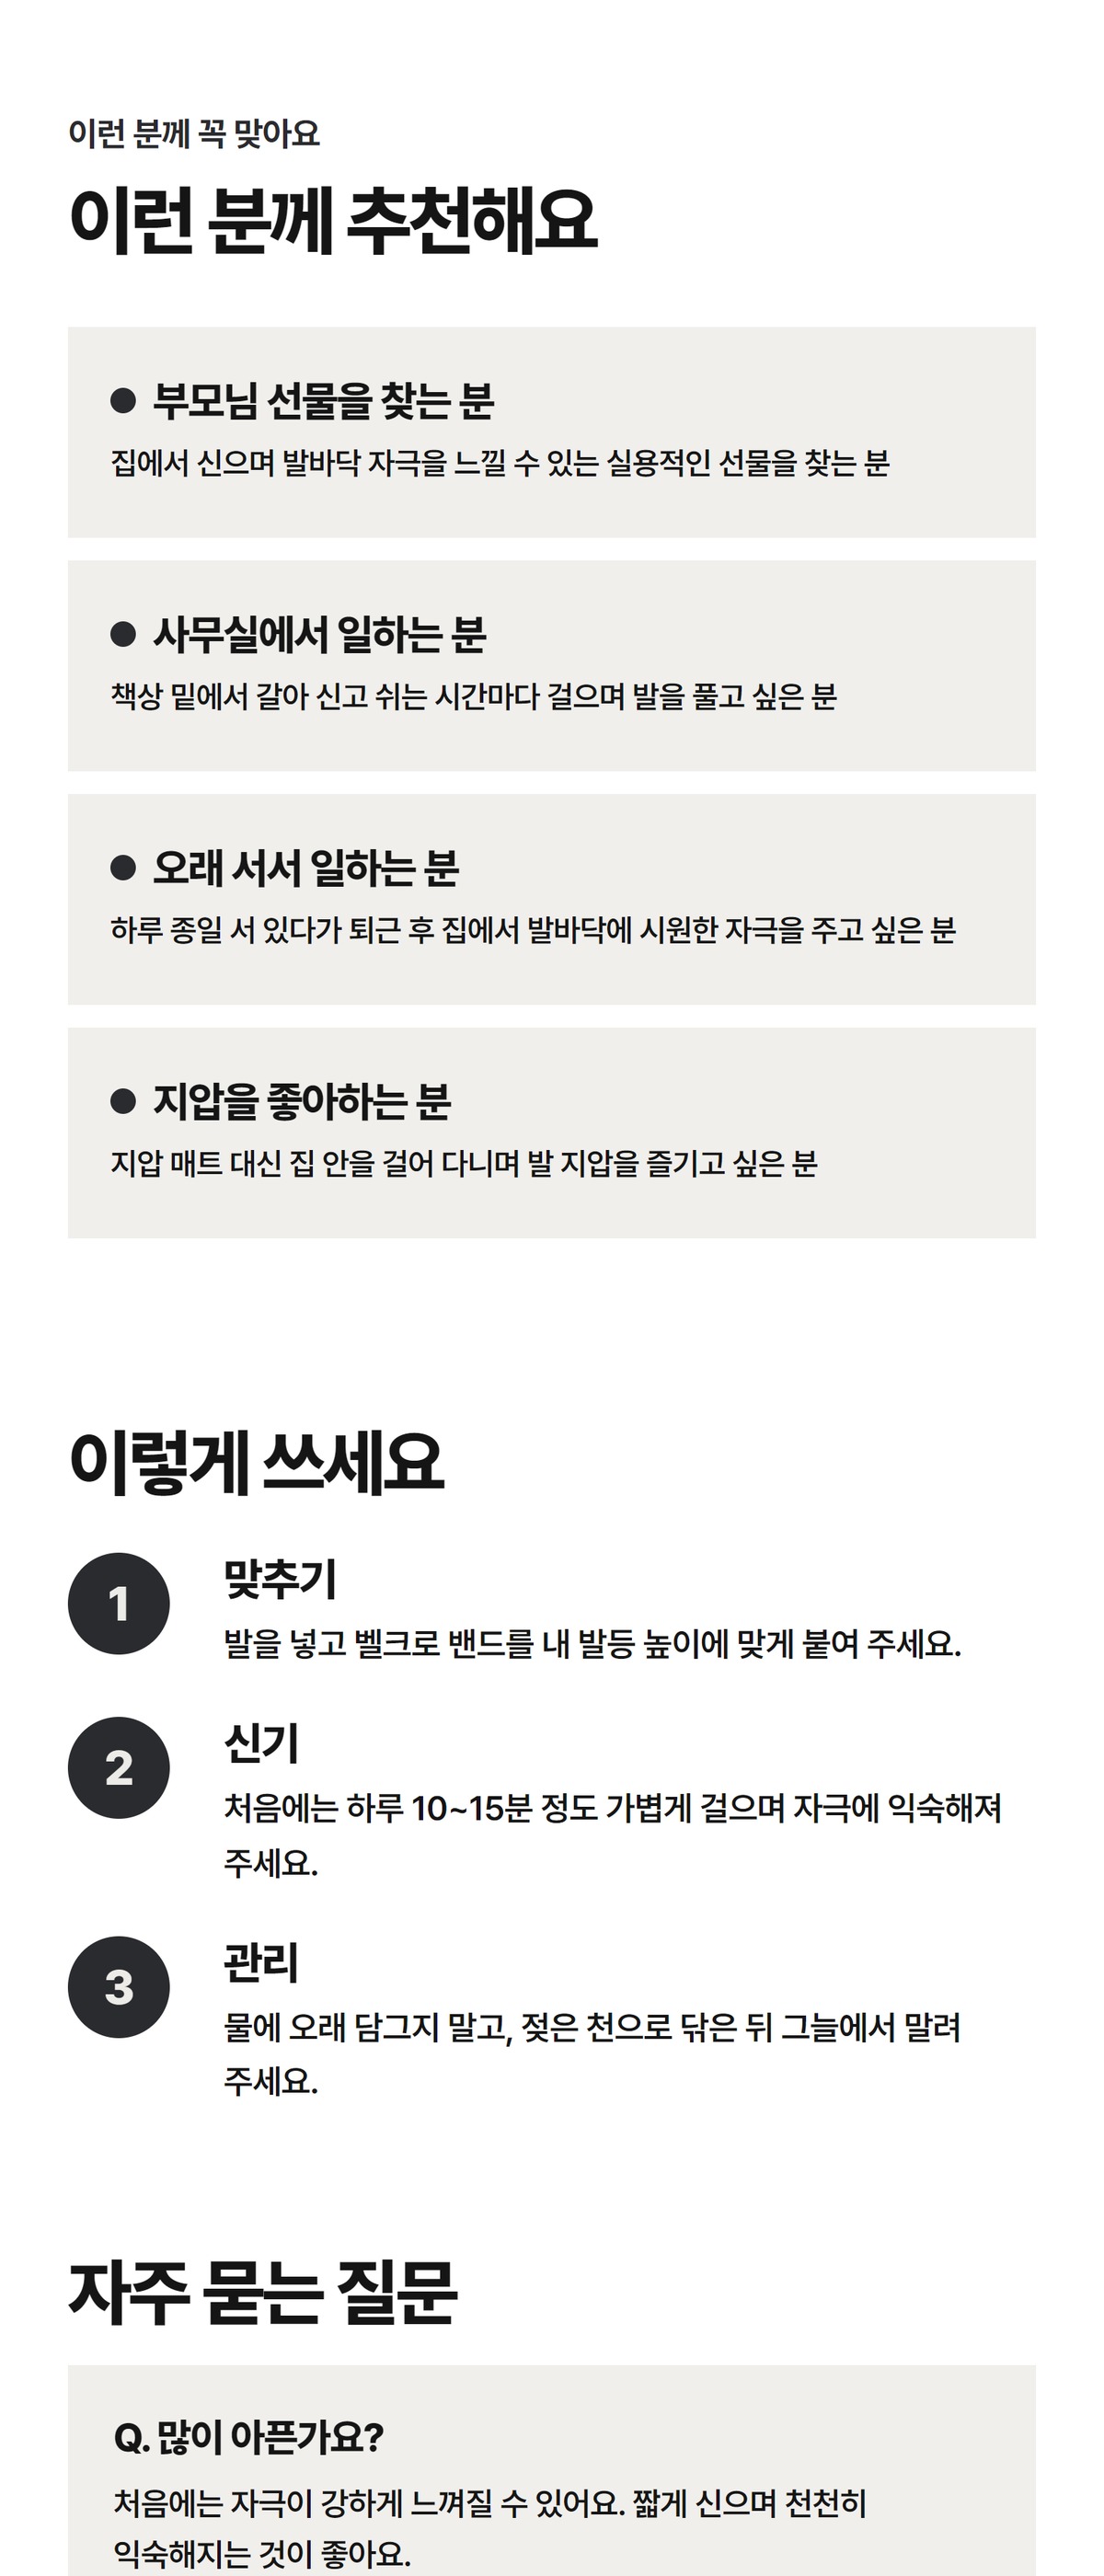 이런 분께 꼭 맞아요
이런 분께 추천해요
부모님 선물을 찾는 분
집에서 신으며 발바닥 자극을 느낄 수 있는 실용적인 선물을 찾는 분
사무실에서 일하는 분
책상 밑에서 갈아 신고 쉬는 시간마다 걸으며 발을 풀고 싶은 분
오래 서서 일하는 분
하루 종일 서 있다가 퇴근 후 집에서 발바닥에 시원한 자극을 주고 싶은 분
지압을 좋아하는 분
지압 매트 대신 집 안을 걸어 다니며 발 지압을 즐기고 싶은 분
이렇게 쓰세요
1
맞추기
발을 넣고 벨크로 밴드를 내 발등 높이에 맞게 붙여 주세요.
2
신기
처음에는 하루 10~15분 정도 가볍게 걸으며 자극에 익숙해져
주세요.
3
관리
물에 오래 담그지 말고, 젖은 천으로 닦은 뒤 그늘에서 말려
주세요.
자주 묻는 질문
Q. 많이 아픈가요?
처음에는 자극이 강하게 느껴질 수 있어요. 짧게 신으며 천천히
익숙해지는 것이 좋아요.